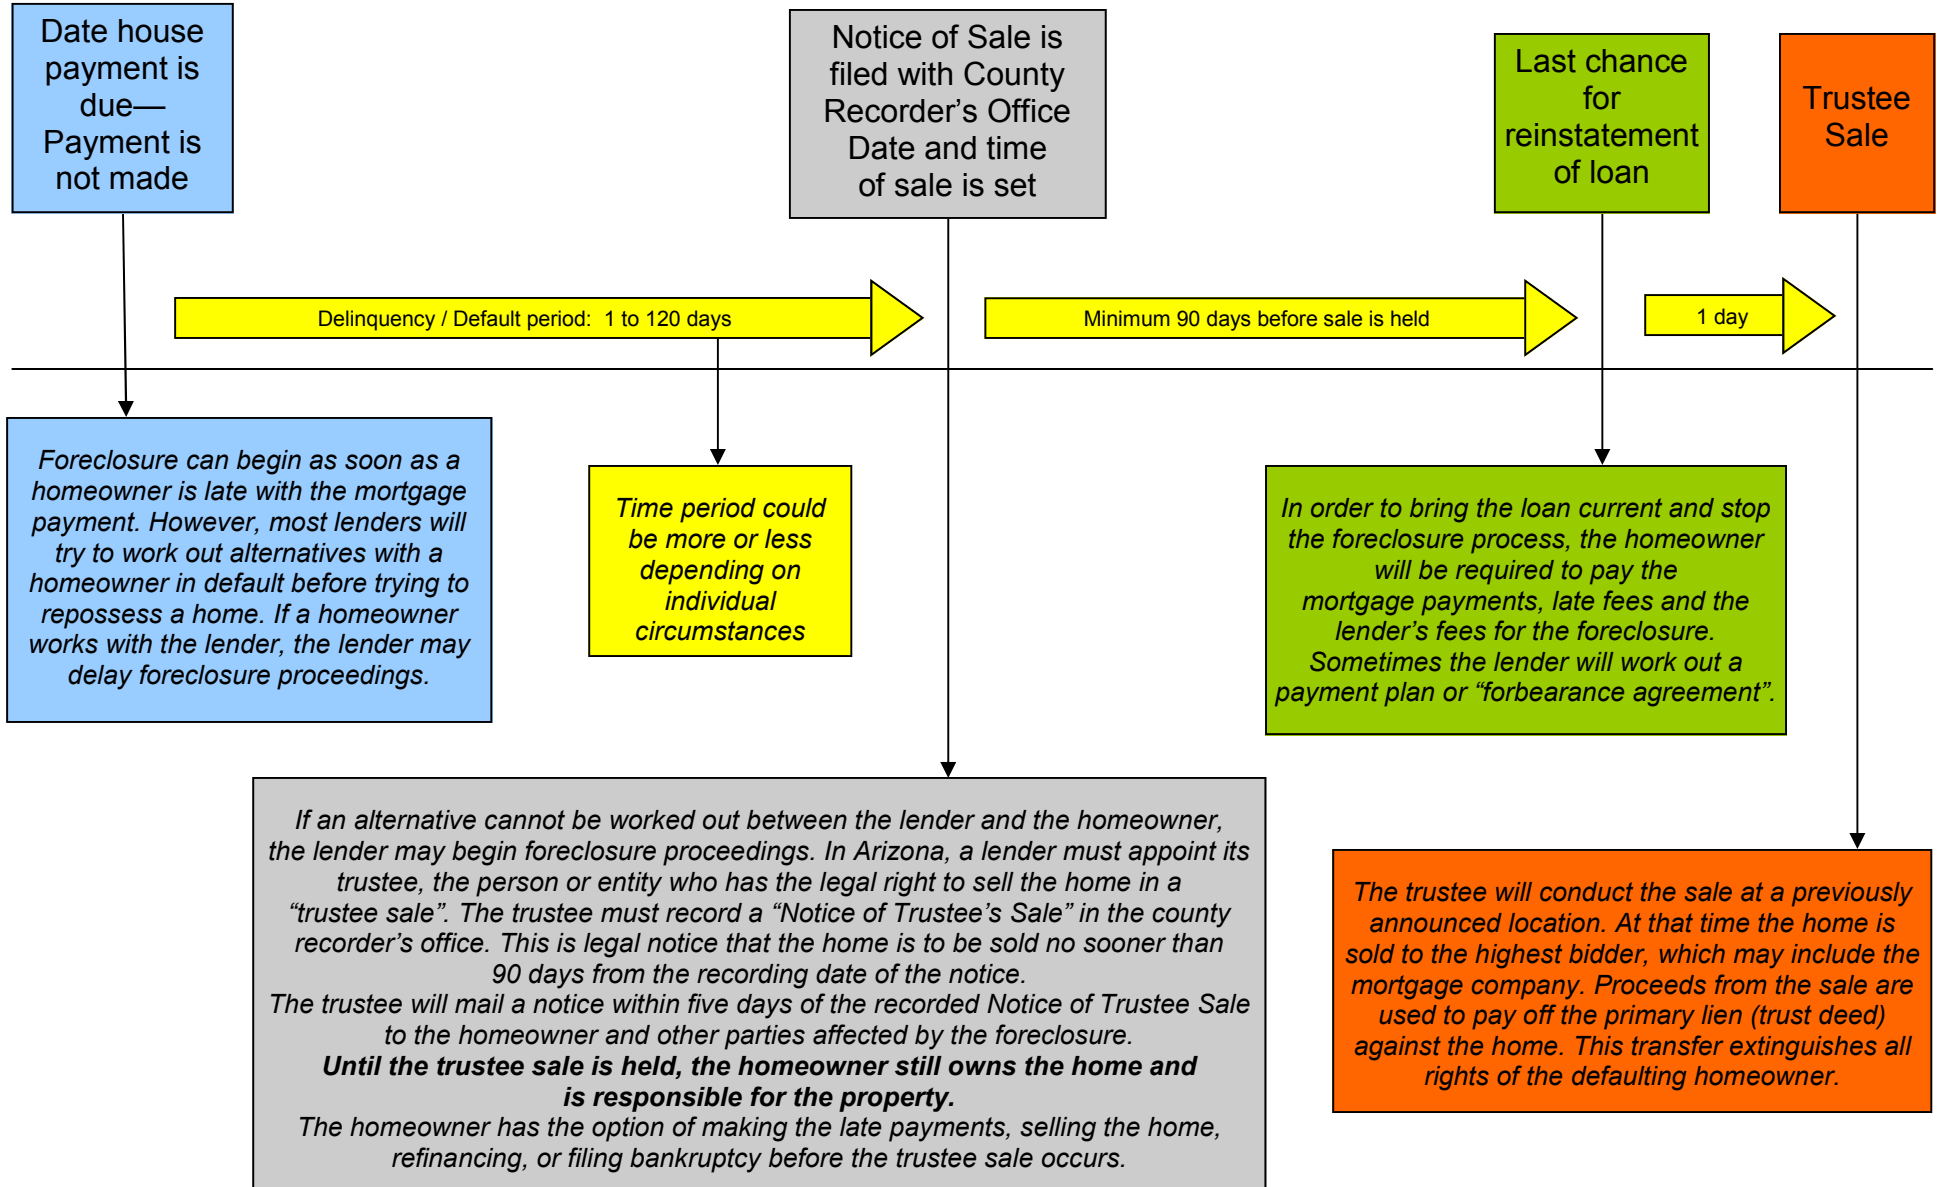 Date house
payment is
due—
Payment is
not made
Notice of Sale is
filed with County
Recorder’s Office
Date and time
of sale is set
Last chance
for
reinstatement
of loan
Trustee
Sale
Delinquency / Default period:  1 to 120 days
Minimum 90 days before sale is held
1 day
Foreclosure can begin as soon as a
homeowner is late with the mortgage
payment. However, most lenders will
try to work out alternatives with a
homeowner in default before trying to
repossess a home. If a homeowner
works with the lender, the lender may
delay foreclosure proceedings.
Time period could
be more or less
depending on
individual
circumstances
In order to bring the loan current and stop
the foreclosure process, the homeowner
will be required to pay the
mortgage payments, late fees and the
lender’s fees for the foreclosure.
Sometimes the lender will work out a
payment plan or “forbearance agreement”.
If an alternative cannot be worked out between the lender and the homeowner,
the lender may begin foreclosure proceedings. In Arizona, a lender must appoint its
trustee, the person or entity who has the legal right to sell the home in a
“trustee sale”. The trustee must record a “Notice of Trustee’s Sale” in the county
recorder’s office. This is legal notice that the home is to be sold no sooner than
90 days from the recording date of the notice.
The trustee will mail a notice within five days of the recorded Notice of Trustee Sale
to the homeowner and other parties affected by the foreclosure.
Until the trustee sale is held, the homeowner still owns the home and
is responsible for the property.
The homeowner has the option of making the late payments, selling the home,
refinancing, or filing bankruptcy before the trustee sale occurs.
The trustee will conduct the sale at a previously
announced location. At that time the home is
sold to the highest bidder, which may include the
mortgage company. Proceeds from the sale are
used to pay off the primary lien (trust deed)
against the home. This transfer extinguishes all
rights of the defaulting homeowner.